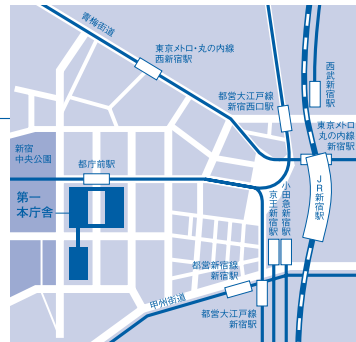 青梅街道
東京メトロ・丸の内線
西新宿駅
西武新宿駅
都営大江戸線
新宿西口駅
東京メトロ
丸の内線
新宿駅
新宿
中央公園
都庁前駅
第一
本庁舎
JR新宿駅
小田急新宿駅
京王新宿駅
都営新宿線
新宿駅
甲州街道
都営大江戸線
新宿駅